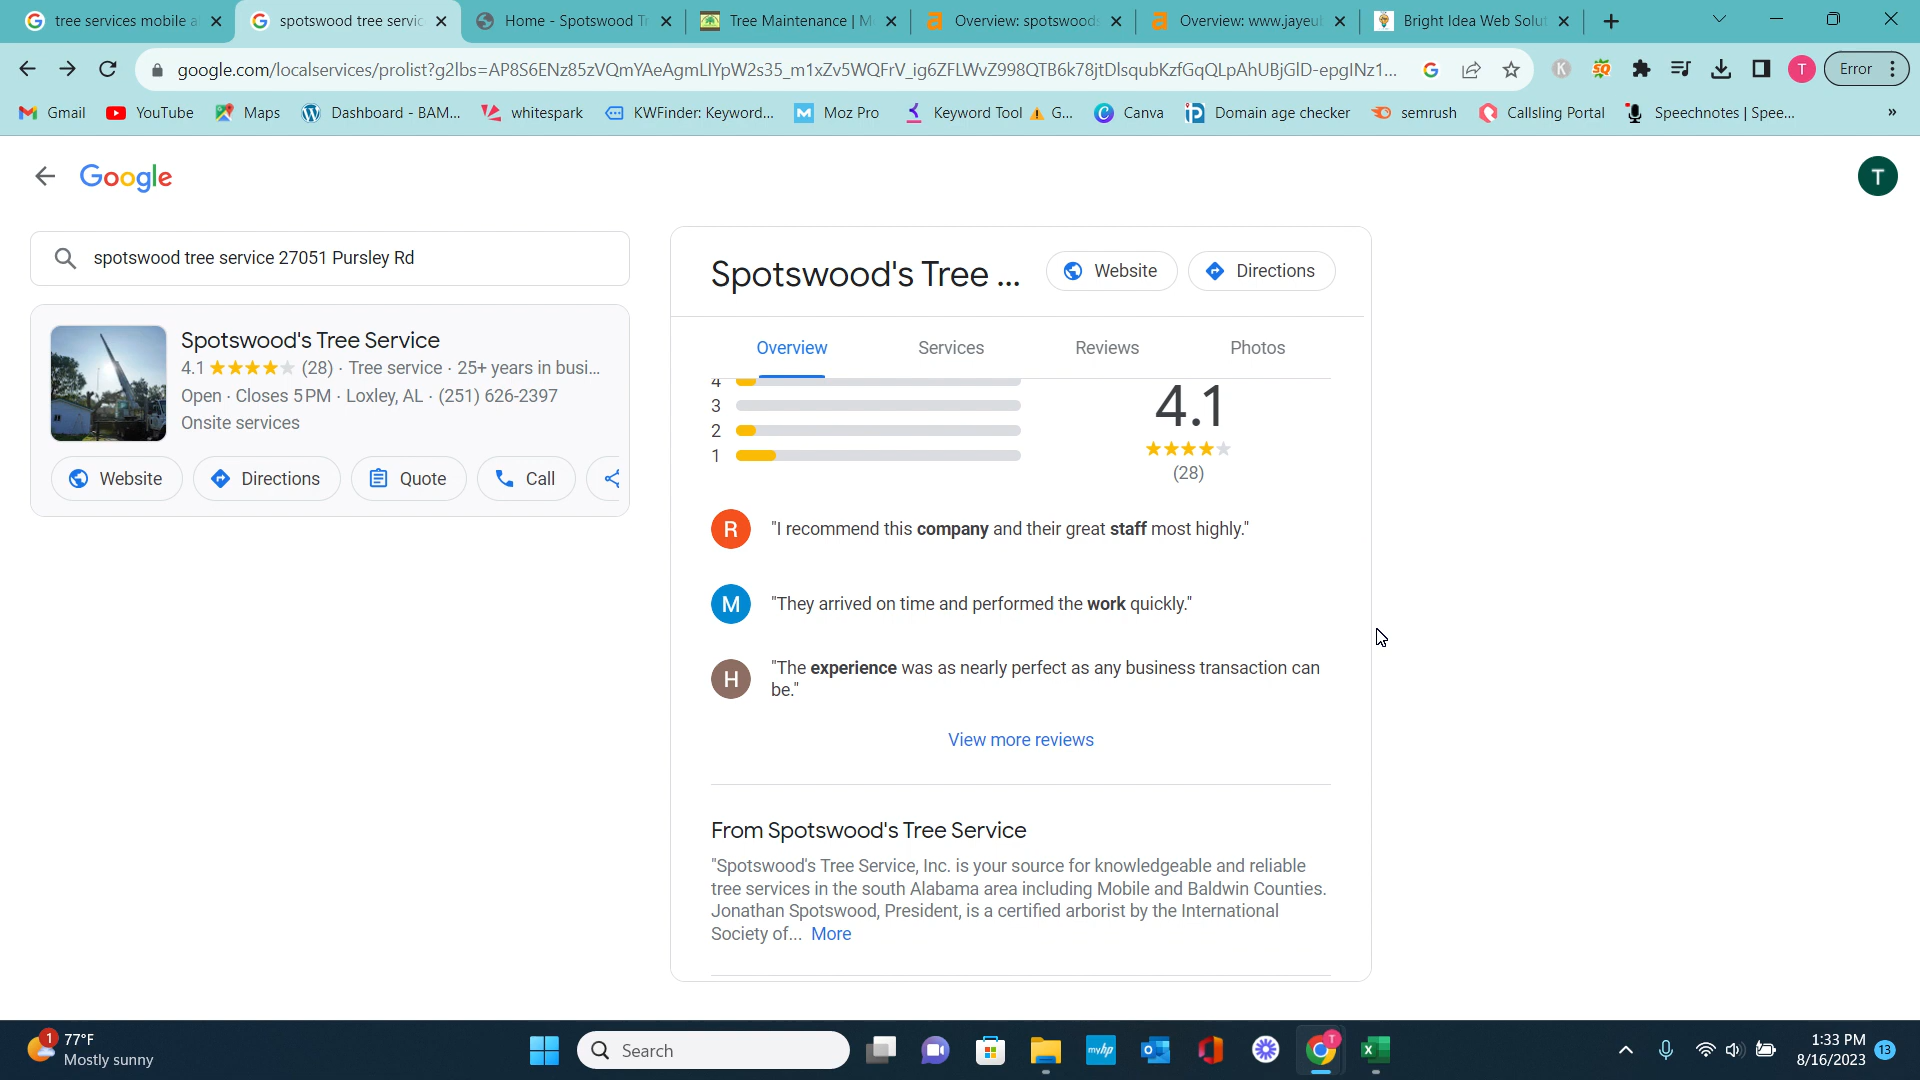 tree services mobile a
spotswood tree servic
Home - Spotswood T
Tree Maintenance | M
Overview: spotswoods
Overview: www.jayeu
Bright Idea Web Solut
google.com/localservices/prolist?g2lbs=AP8S6ENz85zVQmYAeAgmLIYpW2s35_m1xZv5WQFrV_ig6ZFLWvZ998QTB6k78jtDlsqubKzfGqQLpAhUBjGlD-epgINz1...
Error
Gmail
YouTube
Maps
Dashboard - BAM...
whitespark
KWFinder: Keyword...
Moz Pro
Keyword Tool ⚠ G...
Canva
Domain age checker
semrush
Callsling Portal
Speechnotes | Spee...
»
Google
T
spotswood tree service 27051 Pursley Rd
Spotswood's Tree Service
4.1 ★★★★★ (28) · Tree service · 25+ years in busi...
Open · Closes 5 PM · Loxley, AL · (251) 626-2397
Onsite services
Website
Directions
Quote
Call
Spotswood's Tree ...
Website
Directions
Overview
Services
Reviews
Photos
4
3
2
1
4.1
(28)
R
"I recommend this company and their great staff most highly."
M
"They arrived on time and performed the work quickly."
H
"The experience was as nearly perfect as any business transaction can
be."
View more reviews
From Spotswood's Tree Service
"Spotswood's Tree Service, Inc. is your source for knowledgeable and reliable
tree services in the south Alabama area including Mobile and Baldwin Counties.
Jonathan Spotswood, President, is a certified arborist by the International
Society of... More
1
77°F
Mostly sunny
Search
myhp
T
1:33 PM
8/16/2023
13